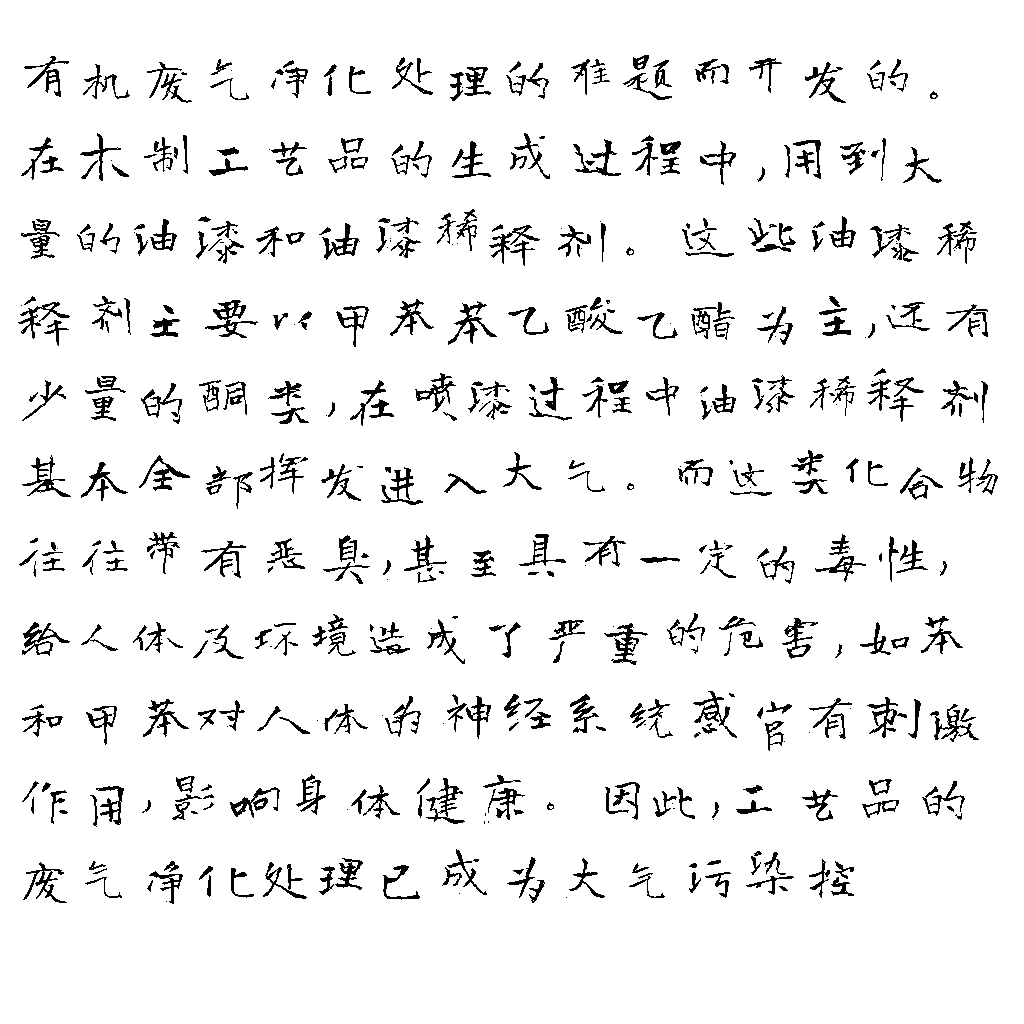 有机废气净化处理的难题而开发的。
在木制工艺品的生成过程中,用到大
量的油漆和油漆稀释剂。这些油漆稀
释剂主要以甲苯苯乙酸乙酯为主,还有
少量的酮类,在喷漆过程中油漆稀释剂
基本全部挥发进入大气。而这类化合物
往往带有恶臭,甚至具有一定的毒性,
给人体及环境造成了严重的危害,如苯
和甲苯对人体的神经系统感官有刺激
作用,影响身体健康。因此,工艺品的
废气净化处理已成为大气污染控